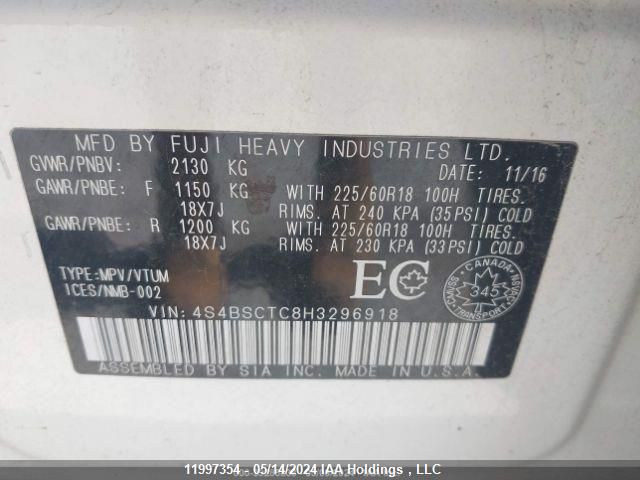 MFD BY FUJI HEAVY INDUSTRIES LTD.
GVWR/PNBV: 2130 KG DATE: 11/16
GAWR/PNBE: F 1150 KG WITH 225/60R18 100H TIRES.
18X7J RIMS. AT 240 KPA (35PSI) COLD
GAWR/PNBE: R 1200 KG WITH 225/60R18 100H TIRES.
18X7J RIMS. AT 230 KPA (33PSI) COLD
TYPE:MPV/VTUM
ICES/NMB-002
EC
CANADA
345
TRANSPORT
VIN: 4S4BSCTC8H3296918
ASSEMBLED BY SIA INC. MADE IN U.S.A.
11997354 - 05/14/2024 IAA Holdings , LLC